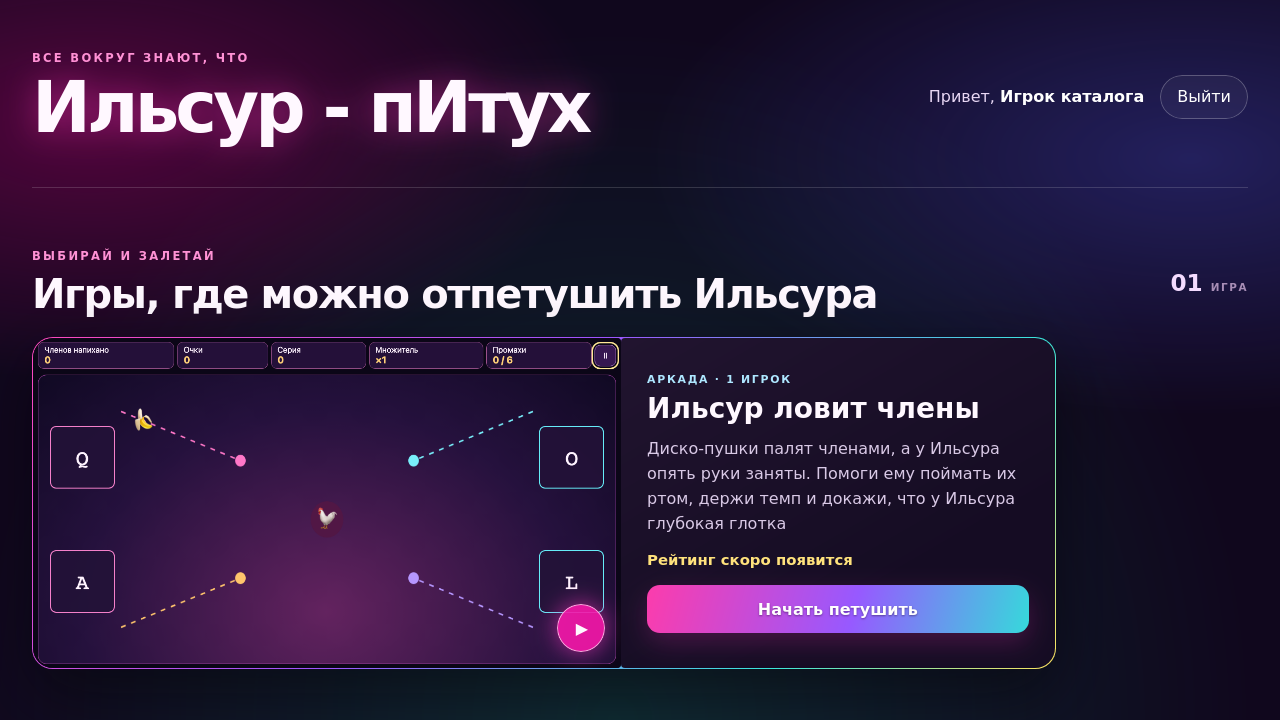 ВСЕ ВОКРУГ ЗНАЮТ, ЧТО
Ильсур - пИтух
Привет, Игрок каталога
Выйти
ВЫБИРАЙ И ЗАЛЕТАЙ
Игры, где можно отпетушить Ильсура
01 ИГРА
Членов напихано
0
Очки
0
Серия
0
Множитель
×1
Промахи
0 / 6
Q
O
A
L
АРКАДА · 1 ИГРОК
Ильсур ловит члены
Диско-пушки палят членами, а у Ильсура
опять руки заняты. Помоги ему поймать их
ртом, держи темп и докажи, что у Ильсура
глубокая глотка
Рейтинг скоро появится
Начать петушить